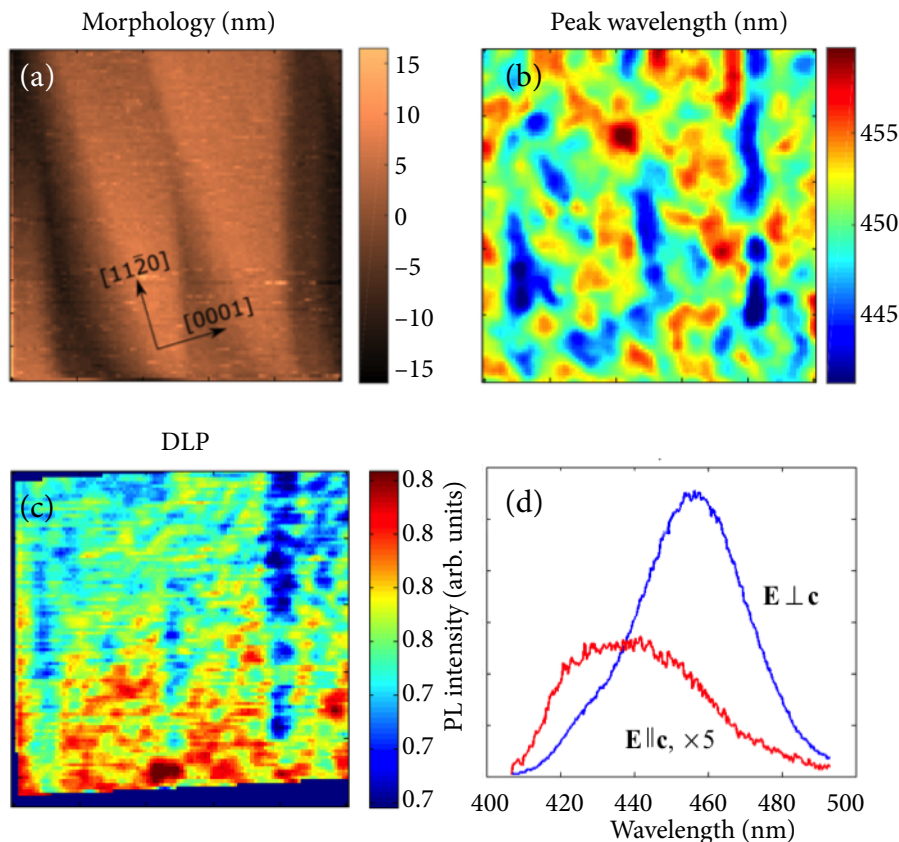 Morphology (nm)
(a)
[112̄0]
[0001]
15
10
5
0
−5
−10
−15
Peak wavelength (nm)
(b)
455
450
445
DLP
(c)
0.8
0.8
0.8
0.7
0.7
0.7
PL intensity (arb. units)
(d)
E ⊥ c
E ∥ c, ×5
400 420 440 460 480 500
Wavelength (nm)